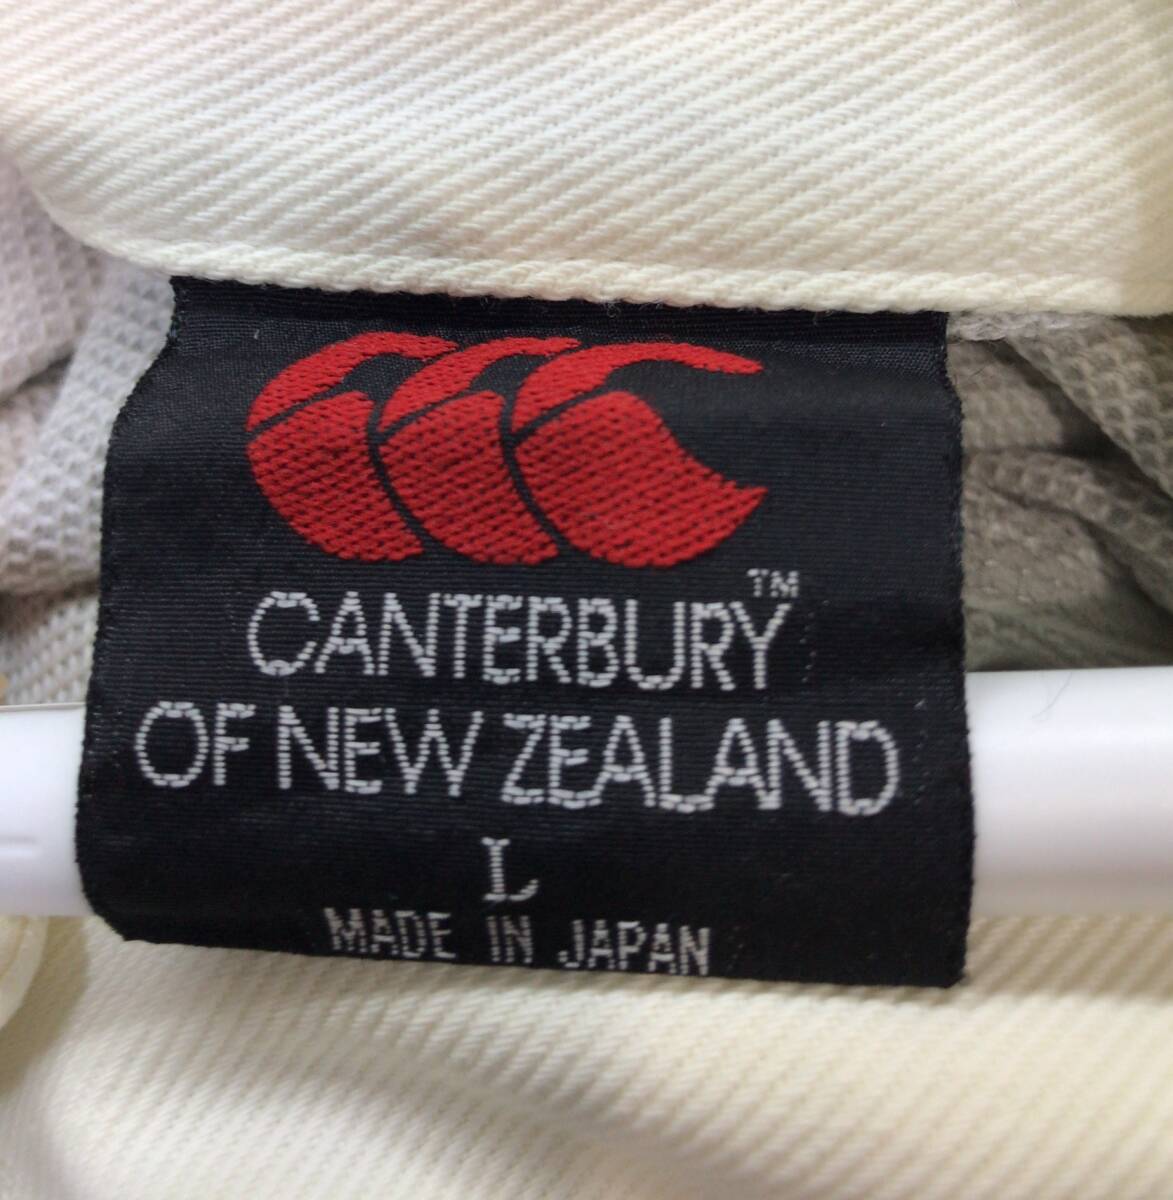 CANTERBURY™
OF NEW ZEALAND
L
MADE IN JAPAN